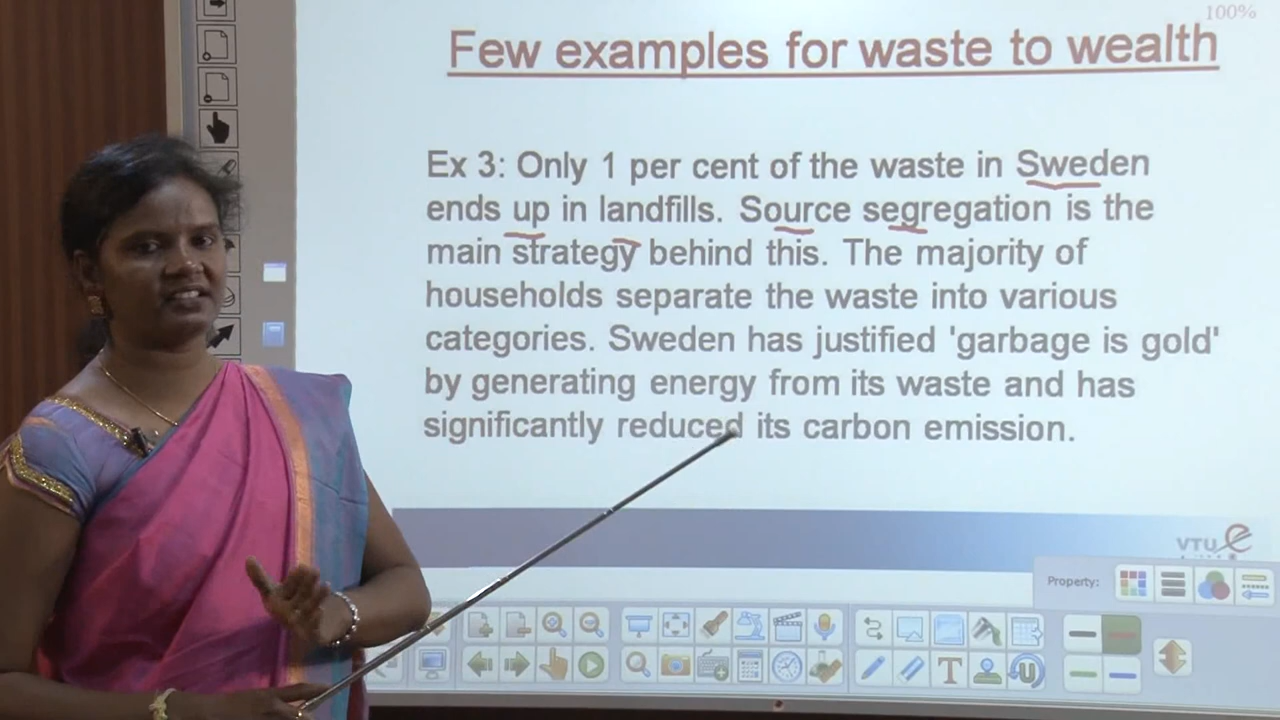 100%
Few examples for waste to wealth
Ex 3: Only 1 per cent of the waste in Sweden
ends up in landfills. Source segregation is the
main strategy behind this. The majority of
households separate the waste into various
categories. Sweden has justified 'garbage is gold'
by generating energy from its waste and has
significantly reduced its carbon emission.
VTU e
Property:
T